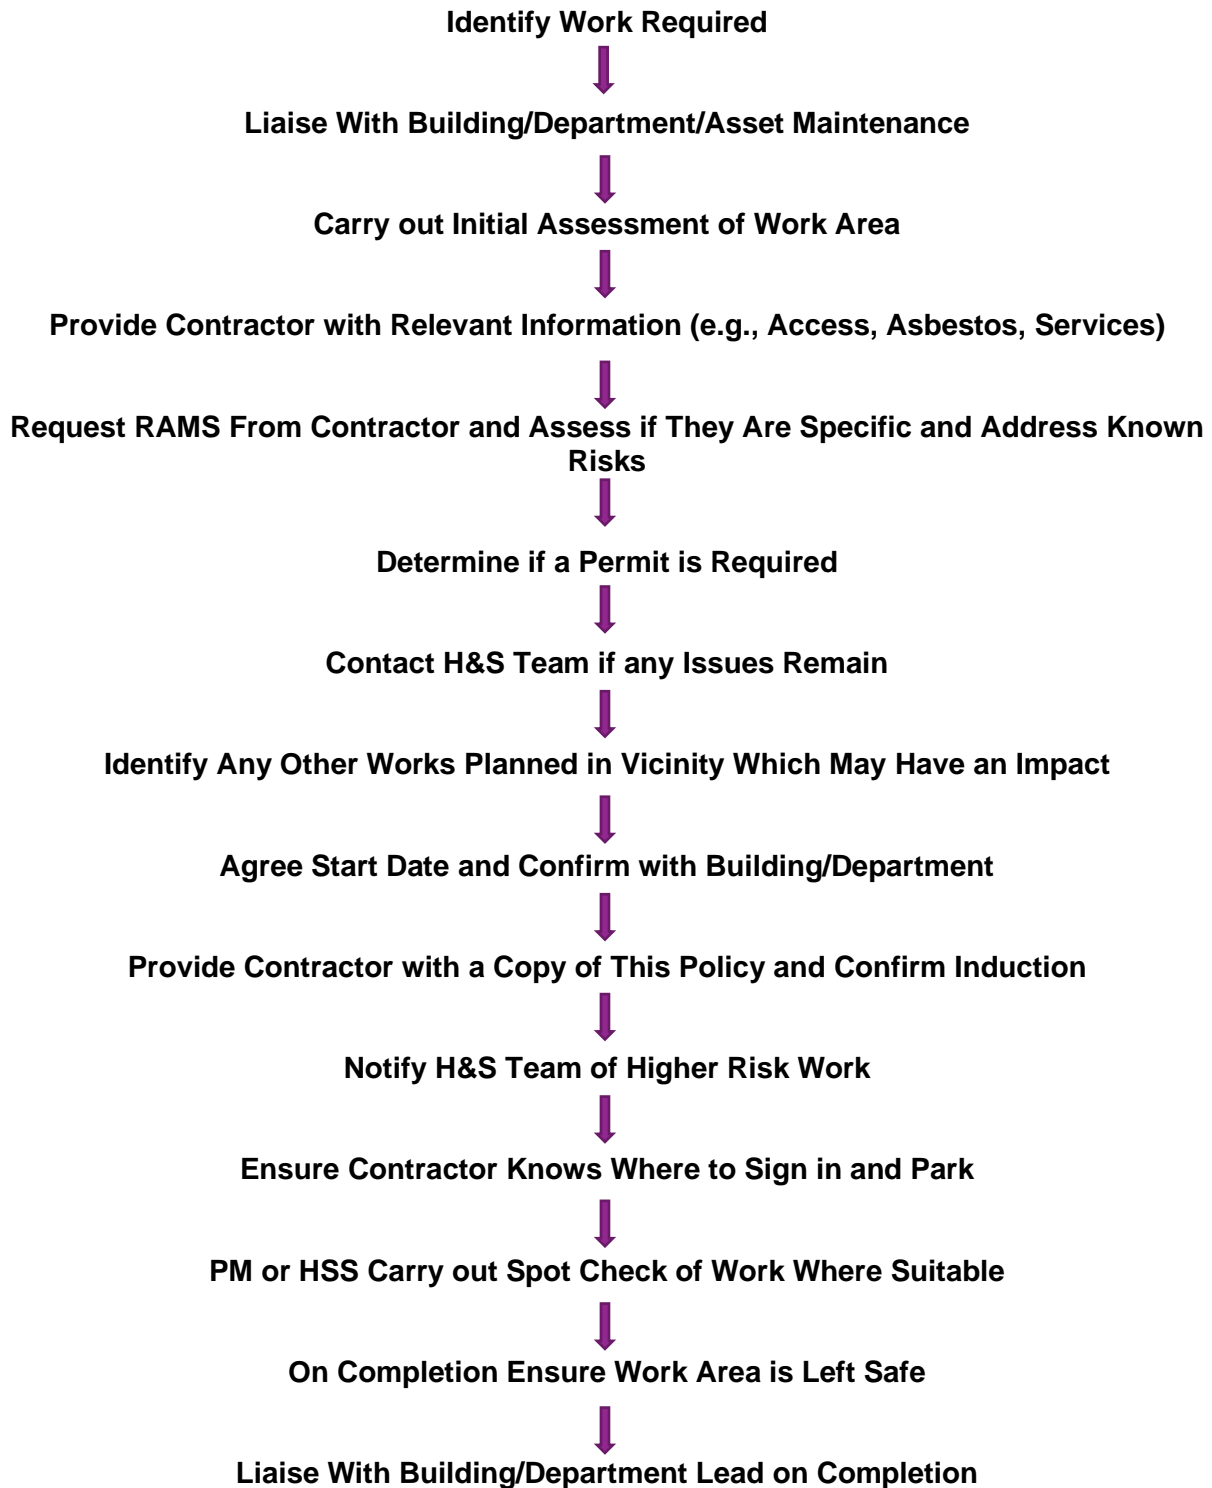 Identify Work Required
Liaise With Building/Department/Asset Maintenance
Carry out Initial Assessment of Work Area
Provide Contractor with Relevant Information (e.g., Access, Asbestos, Services)
Request RAMS From Contractor and Assess if They Are Specific and Address Known
Risks
Determine if a Permit is Required
Contact H&S Team if any Issues Remain
Identify Any Other Works Planned in Vicinity Which May Have an Impact
Agree Start Date and Confirm with Building/Department
Provide Contractor with a Copy of This Policy and Confirm Induction
Notify H&S Team of Higher Risk Work
Ensure Contractor Knows Where to Sign in and Park
PM or HSS Carry out Spot Check of Work Where Suitable
On Completion Ensure Work Area is Left Safe
Liaise With Building/Department Lead on Completion